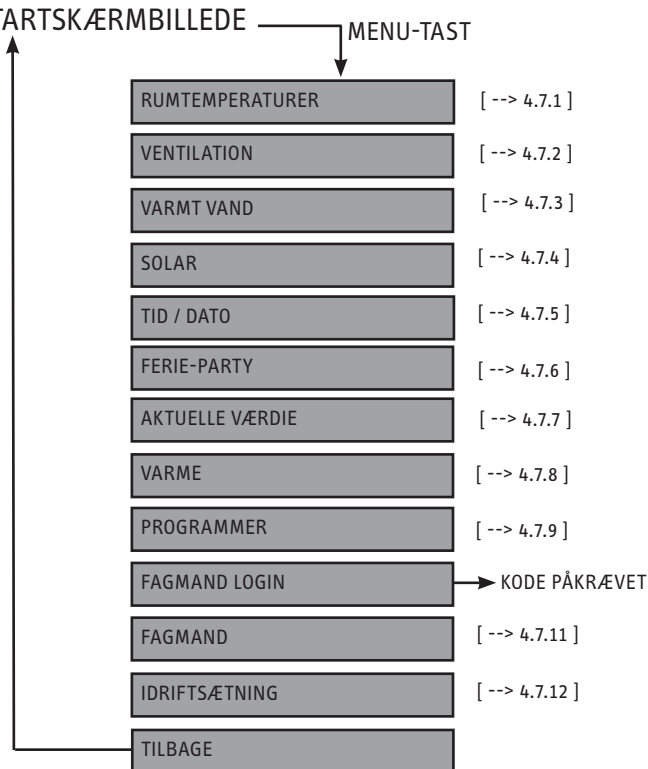 TARTSKÆRMBILLEDE
MENU-TAST
RUMTEMPERATURER [ --> 4.7.1 ]
VENTILATION [ --> 4.7.2 ]
VARMT VAND [ --> 4.7.3 ]
SOLAR [ --> 4.7.4 ]
TID / DATO [ --> 4.7.5 ]
FERIE-PARTY [ --> 4.7.6 ]
AKTUELLE VÆRDIE [ --> 4.7.7 ]
VARME [ --> 4.7.8 ]
PROGRAMMER [ --> 4.7.9 ]
FAGMAND LOGIN KODE PÅKRÆVET
FAGMAND [ --> 4.7.11 ]
IDRIFTSÆTNING [ --> 4.7.12 ]
TILBAGE